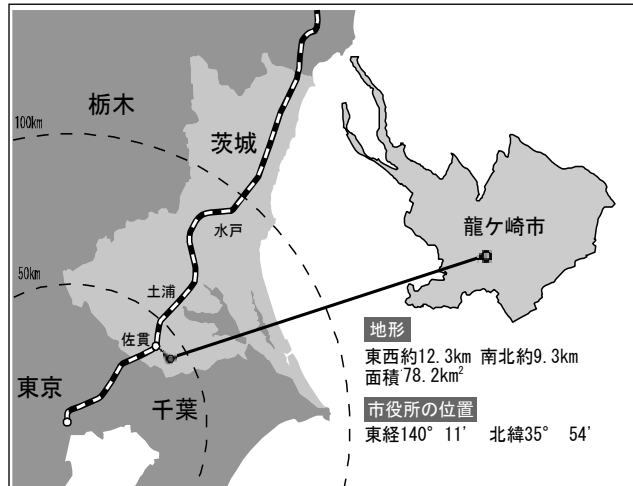 栃木
100km
茨城
水戸
龍ケ崎市
50km
土浦
佐貫
東京
千葉
地形
東西約12.3km 南北約9.3km
面積78.2km²
市役所の位置
東経140° 11′ 北緯35° 54′